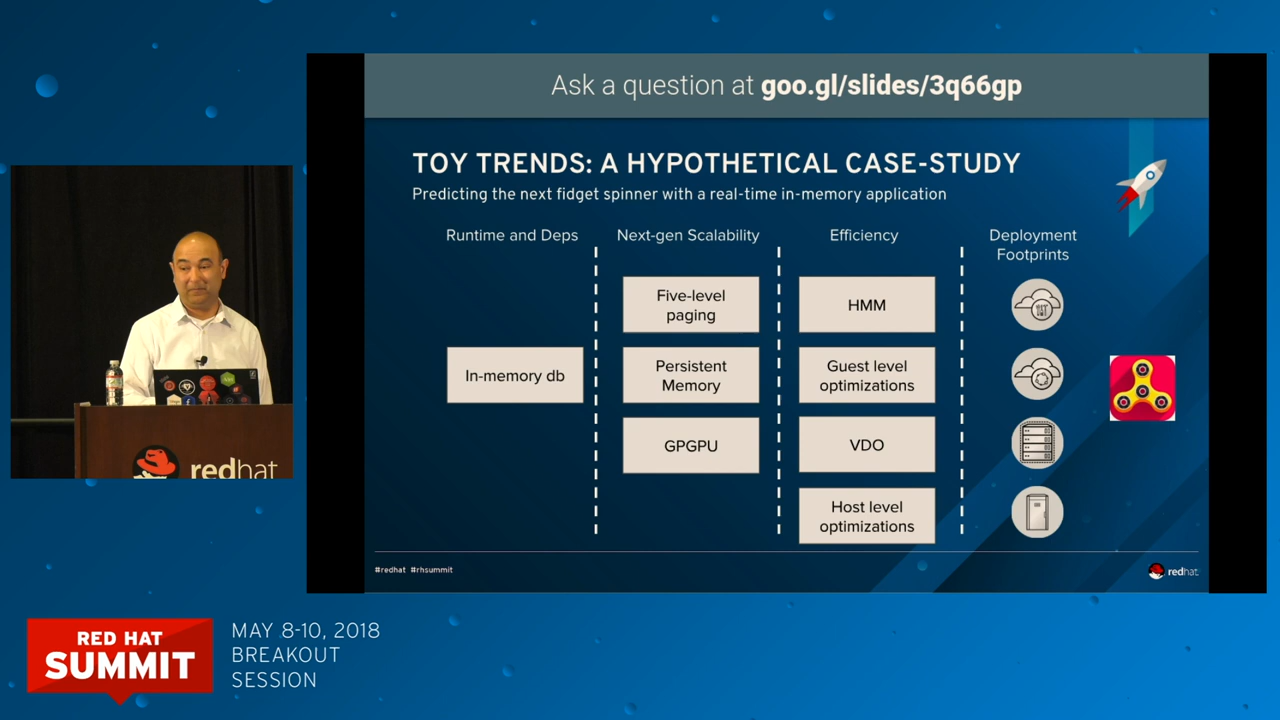 Ask a question at goo.gl/slides/3q66gp
TOY TRENDS: A HYPOTHETICAL CASE-STUDY
Predicting the next fidget spinner with a real-time in-memory application
Runtime and Deps
Next-gen Scalability
Efficiency
Deployment
Footprints
In-memory db
Five-level
paging
Persistent
Memory
GPGPU
HMM
Guest level
optimizations
VDO
Host level
optimizations
#redhat #rhsummit
redhat
redhat
RED HAT
SUMMIT
MAY 8-10, 2018
BREAKOUT
SESSION